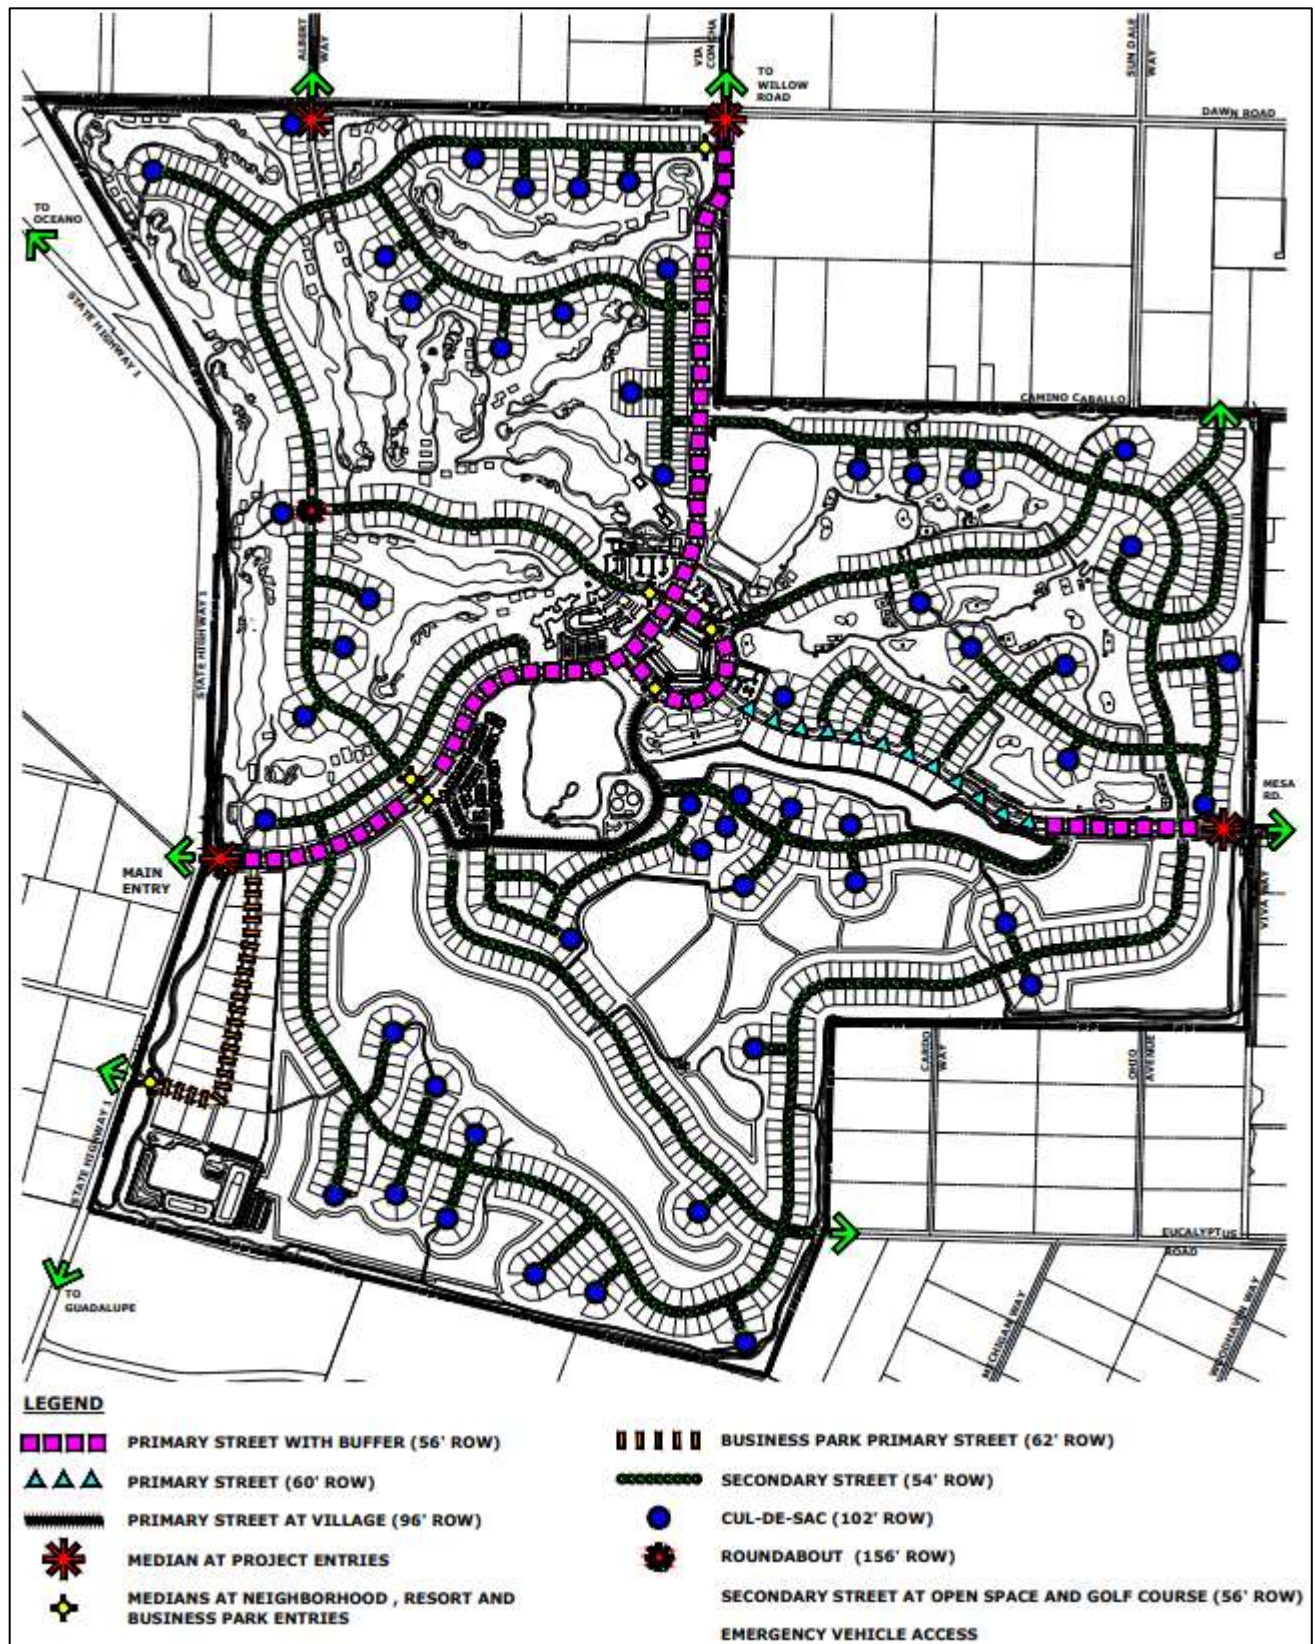 ALBERT
WAY
VIA
CONCHA
SUN DALE
WAY
TO
WILLOW
ROAD
DAWN ROAD
TO
OCEANO
STATE HIGHWAY 1
CAMINO CABALLO
STATE HIGHWAY 1
MESA
RD.
MAIN
ENTRY
VIVA WAY
CARDO
WAY
OHIO
AVENUE
STATE HIGHWAY 1
EUCALYPTUS
ROAD
TO
GUADALUPE
MICHIGAN WAY
WOODHAVEN WAY
LEGEND
PRIMARY STREET WITH BUFFER (56' ROW)
PRIMARY STREET (60' ROW)
PRIMARY STREET AT VILLAGE (96' ROW)
MEDIAN AT PROJECT ENTRIES
MEDIANS AT NEIGHBORHOOD , RESORT AND
BUSINESS PARK ENTRIES
BUSINESS PARK PRIMARY STREET (62' ROW)
SECONDARY STREET (54' ROW)
CUL-DE-SAC (102' ROW)
ROUNDABOUT (156' ROW)
SECONDARY STREET AT OPEN SPACE AND GOLF COURSE (56' ROW)
EMERGENCY VEHICLE ACCESS